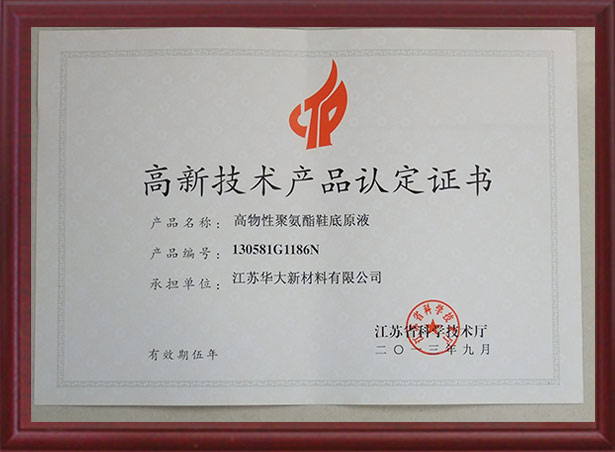 高新技术产品认定证书
产品名称：高物性聚氨酯鞋底原液
产品编号：130581G1186N
承担单位：江苏华大新材料有限公司
江苏省科学技术厅
二〇一三年九月
有效期伍年